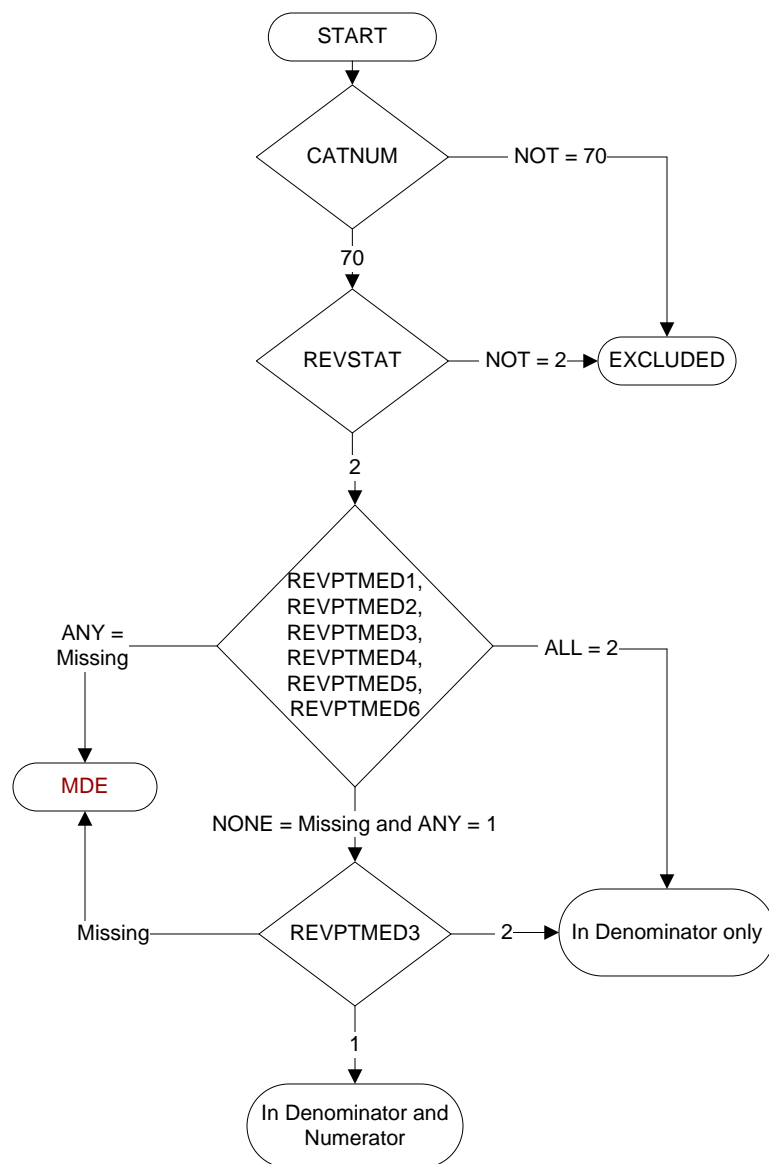 START
CATNUM
NOT = 70
70
REVSTAT
NOT = 2
EXCLUDED
2
REVPTMED1,
REVPTMED2,
REVPTMED3,
REVPTMED4,
REVPTMED5,
REVPTMED6
ANY =
Missing
ALL = 2
MDE
NONE = Missing and ANY = 1
Missing
REVPTMED3
2
In Denominator only
1
In Denominator and
Numerator